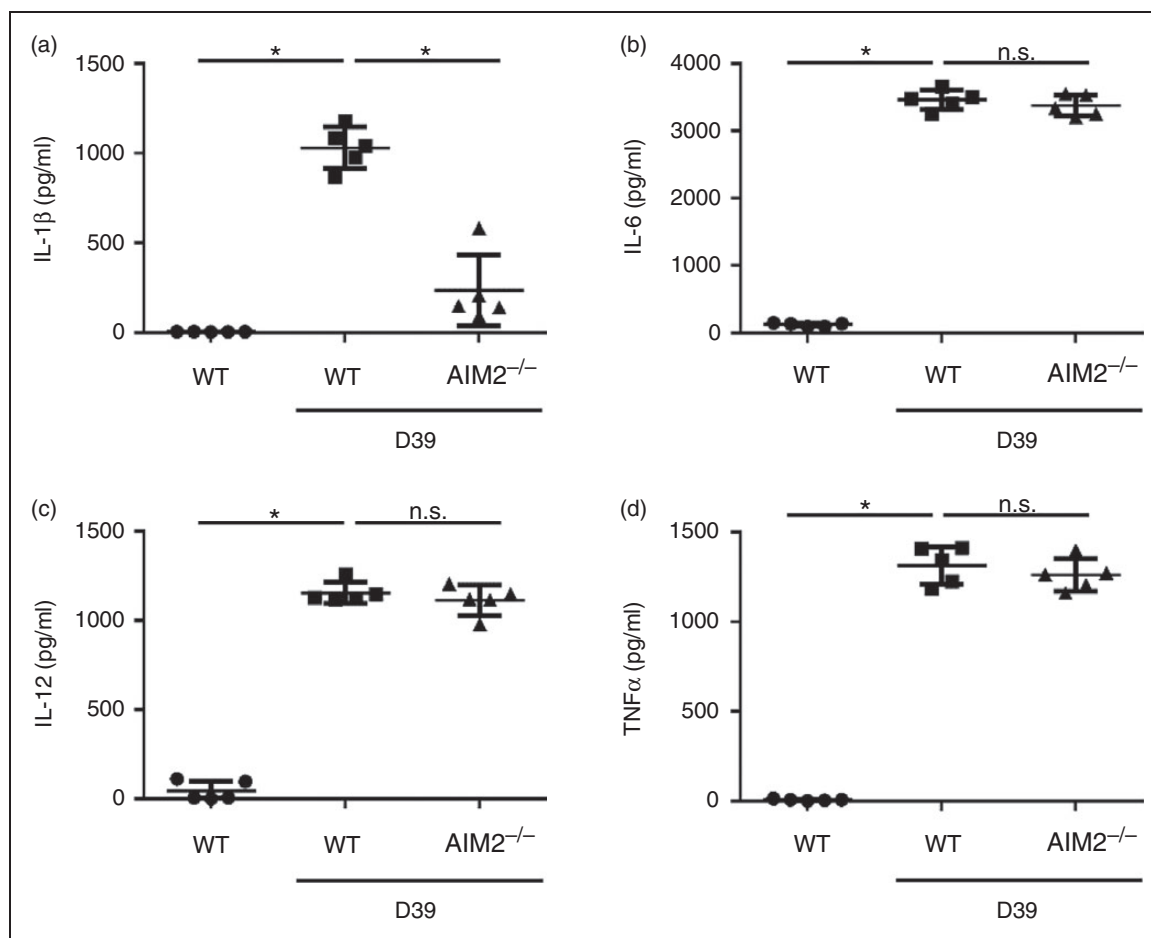 (a)
* *
1500
1000
500
0
IL-1β (pg/ml)
WT WT AIM2−/−
D39
(b)
* n.s.
4000
3000
2000
1000
0
IL-6 (pg/ml)
WT WT AIM2−/−
D39
(c)
* n.s.
1500
1000
500
0
IL-12 (pg/ml)
WT WT AIM2−/−
D39
(d)
* n.s.
1500
1000
500
0
TNFα (pg/ml)
WT WT AIM2−/−
D39